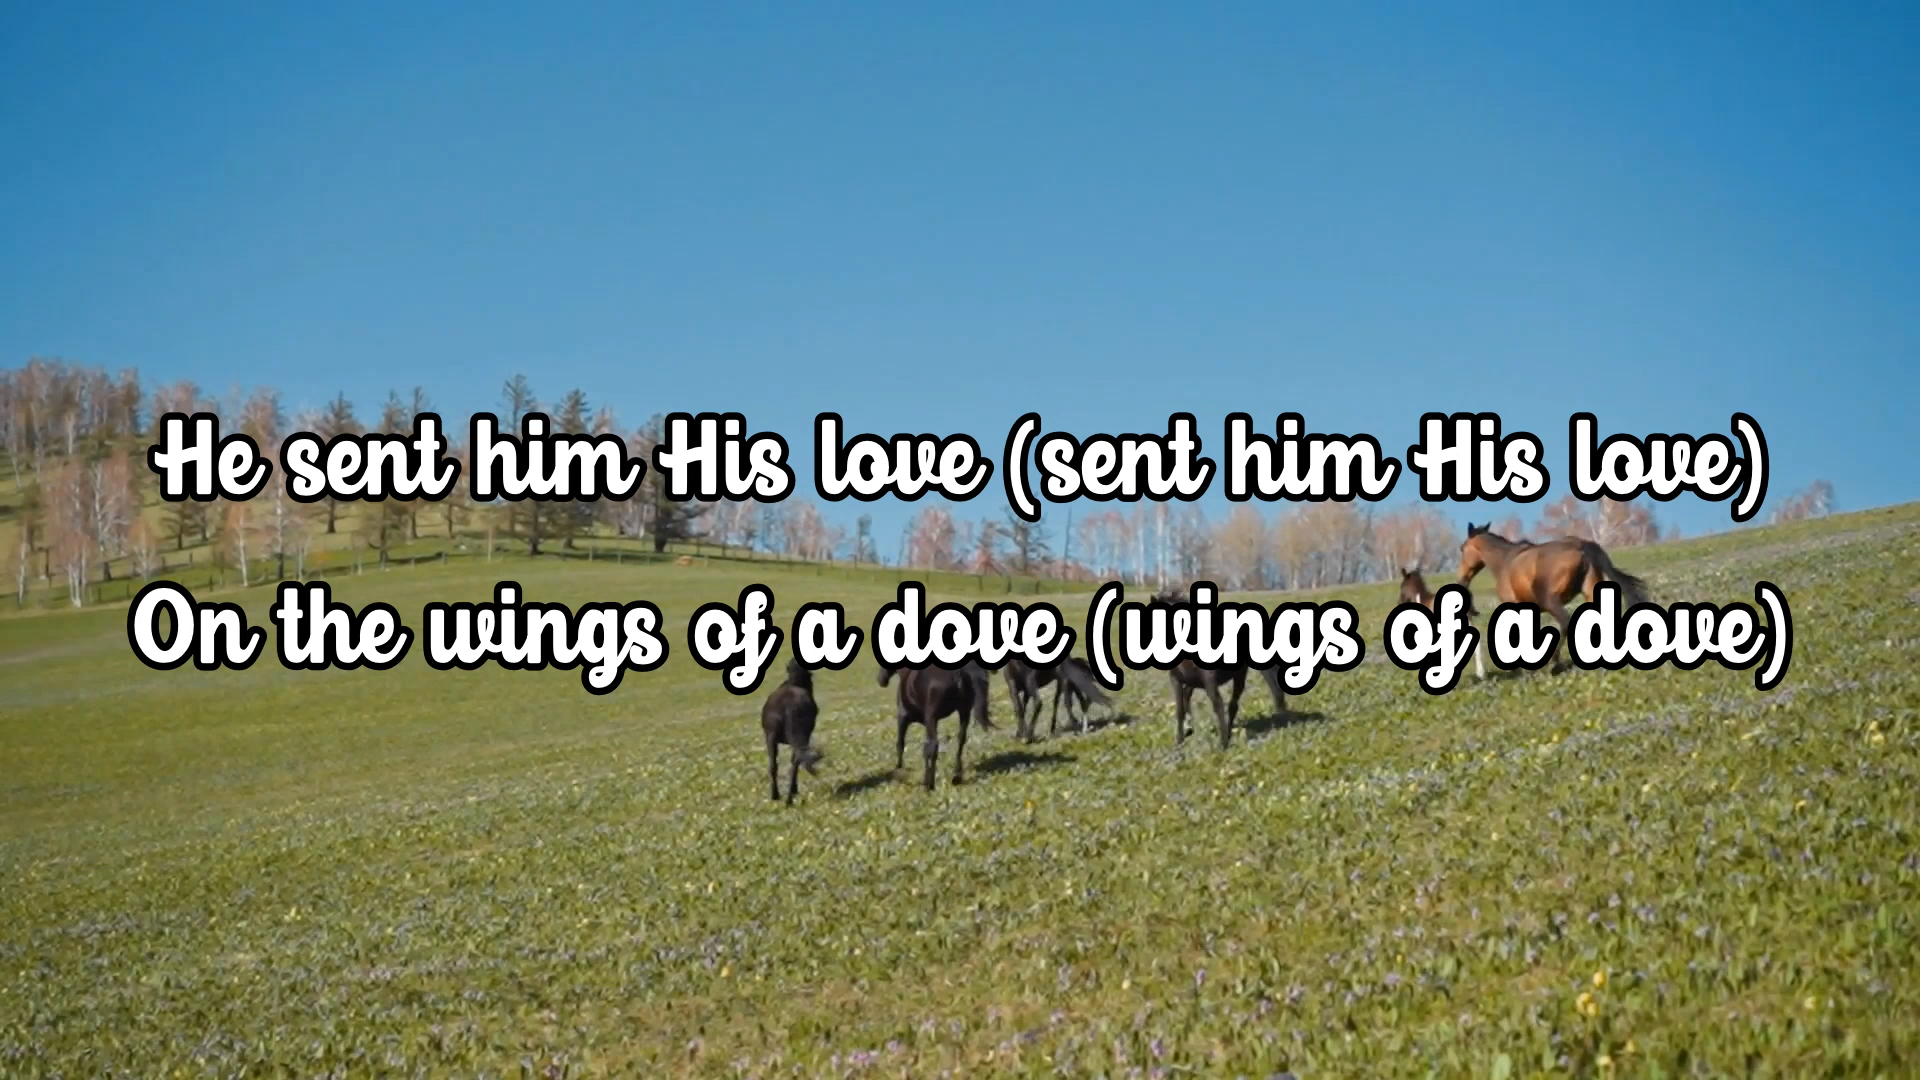 He sent him His love (sent him His love)
On the wings of a dove (wings of a dove)